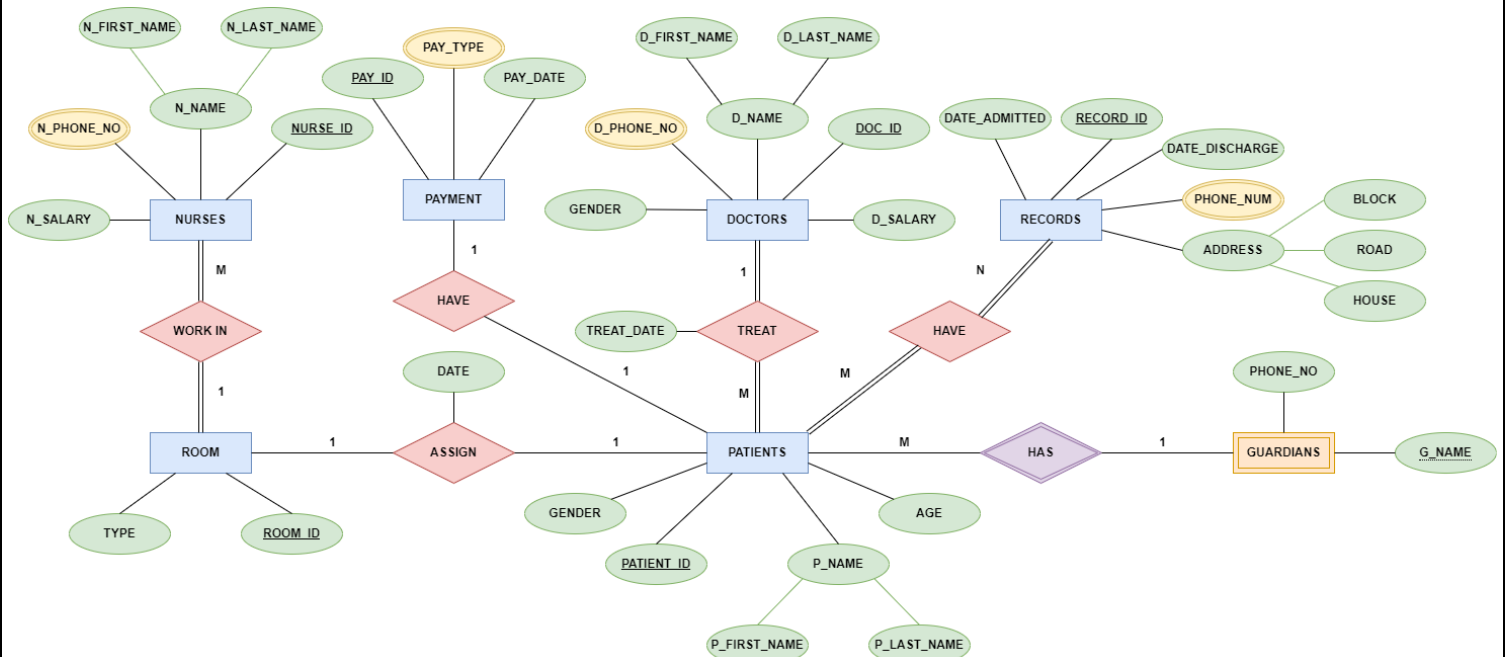 N_FIRST_NAME
N_LAST_NAME
N_NAME
N_PHONE_NO
NURSE_ID
N_SALARY
NURSES
M
WORK IN
1
PAY_TYPE
PAY_ID
PAY_DATE
PAYMENT
1
HAVE
1
D_FIRST_NAME
D_LAST_NAME
D_NAME
D_PHONE_NO
DOC_ID
GENDER
DOCTORS
D_SALARY
1
TREAT_DATE
TREAT
M
DATE_ADMITTED
RECORD_ID
DATE_DISCHARGE
PHONE_NUM
RECORDS
ADDRESS
BLOCK
ROAD
HOUSE
N
HAVE
M
ROOM
TYPE
ROOM_ID
1
DATE
ASSIGN
1
PATIENTS
GENDER
PATIENT_ID
P_NAME
AGE
P_FIRST_NAME
P_LAST_NAME
M
HAS
1
PHONE_NO
GUARDIANS
G_NAME